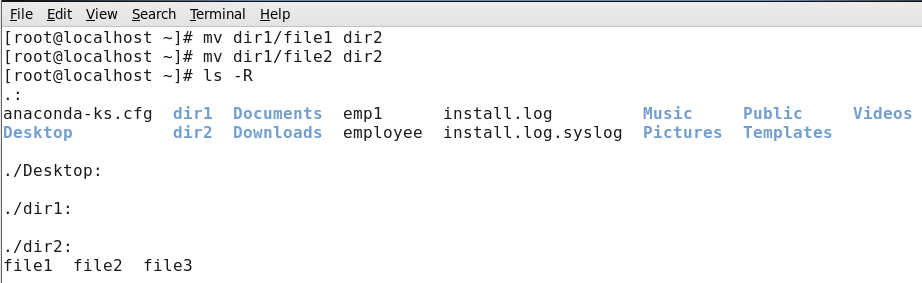 File Edit View Search Terminal Help
[root@localhost ~]# mv dir1/file1 dir2
[root@localhost ~]# mv dir1/file2 dir2
[root@localhost ~]# ls -R
.:
anaconda-ks.cfg  dir1  Documents  emp1      install.log         Music     Public     Videos
Desktop          dir2  Downloads  employee  install.log.syslog  Pictures  Templates
./Desktop:
./dir1:
./dir2:
file1  file2  file3